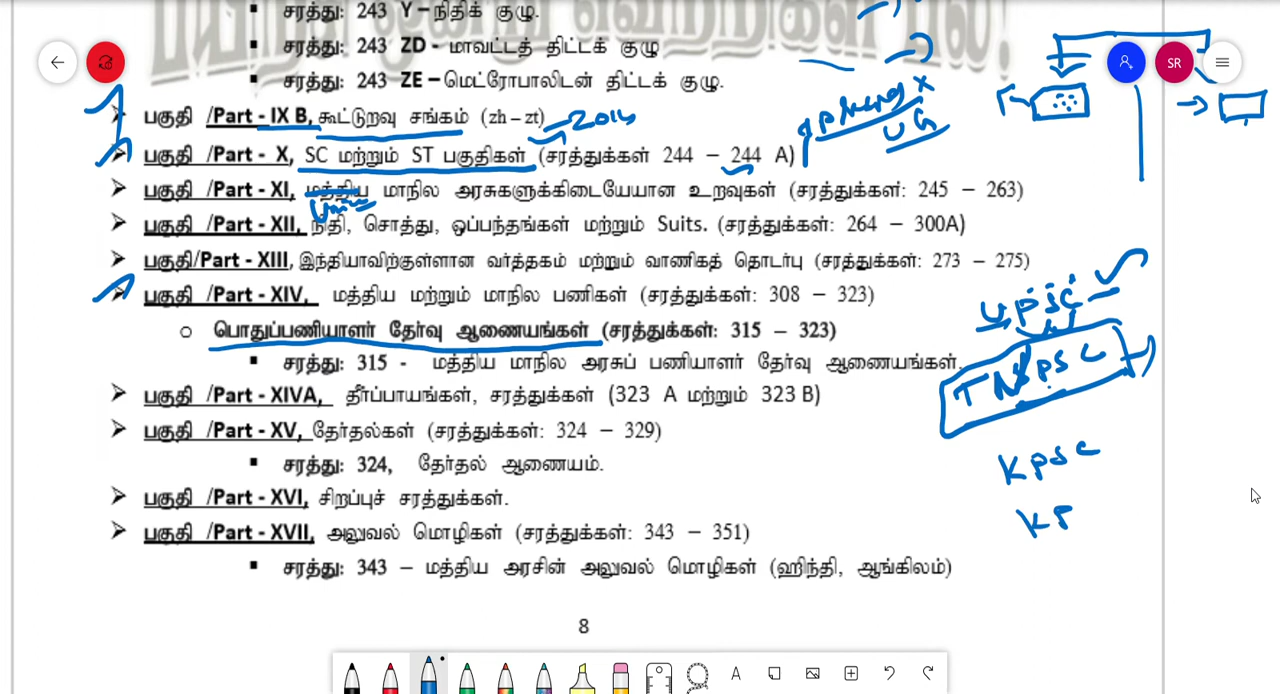 சரத்து: 243 Y – நிதிக் குழு.
சரத்து: 243 ZD - மாவட்டத் திட்டக் குழு
சரத்து: 243 ZE – மெட்ரோபாலிடன் திட்டக் குழு.
SR
பகுதி /Part - IX B, கூட்டுறவு சங்கம் (zh – zt)
பகுதி /Part - X, SC மற்றும் ST பகுதிகள் (சரத்துக்கள் 244 – 244 A)
UG
பகுதி /Part - XI, மத்திய மாநில அரசுகளுக்கிடையேயான உறவுகள் (சரத்துக்கள்: 245 – 263)
பகுதி /Part - XII, நிதி, சொத்து, ஒப்பந்தங்கள் மற்றும் Suits. (சரத்துக்கள்: 264 – 300A)
பகுதி/Part - XIII, இந்தியாவிற்குள்ளான வர்த்தகம் மற்றும் வாணிகத் தொடர்பு (சரத்துக்கள்: 273 – 275)
பகுதி/Part - XIV, மத்திய மற்றும் மாநில பணிகள் (சரத்துக்கள்: 308 – 323)
UPSC
o பொதுப்பணியாளர் தேர்வு ஆணையங்கள் (சரத்துக்கள்: 315 – 323)
சரத்து: 315 - மத்திய மாநில அரசுப் பணியாளர் தேர்வு ஆணையங்கள்.
TNPSC
பகுதி /Part - XIVA, தீர்ப்பாயங்கள், சரத்துக்கள் (323 A மற்றும் 323 B)
பகுதி /Part - XV, தேர்தல்கள் (சரத்துக்கள்: 324 – 329)
சரத்து: 324, தேர்தல் ஆணையம்.
KPSC
பகுதி /Part - XVI, சிறப்புச் சரத்துக்கள்.
KP
பகுதி /Part - XVII, அலுவல் மொழிகள் (சரத்துக்கள்: 343 – 351)
சரத்து: 343 – மத்திய அரசின் அலுவல் மொழிகள் (ஹிந்தி, ஆங்கிலம்)
8
A